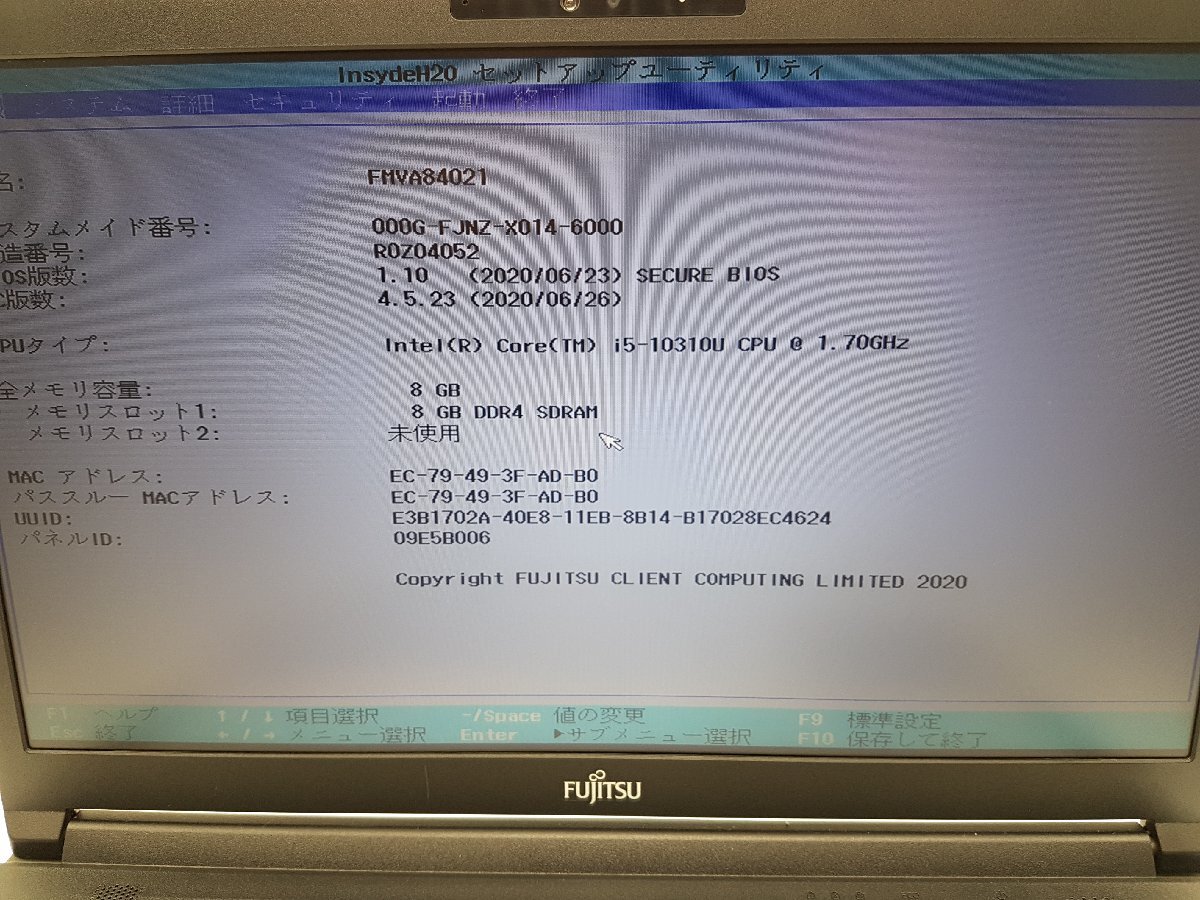 InsydeH20 セットアップユーティリティ
システム 詳細 セキュリティ 起動 終了
名: FMVA84021
スタムメイド番号: 000G-FJNZ-X014-6000
造番号: R0Z04052
IOS版数: 1.10 (2020/06/23) SECURE BIOS
C版数: 4.5.23 (2020/06/26)
PUタイプ: Intel(R) Core(TM) i5-10310U CPU @ 1.70GHz
全メモリ容量: 8 GB
メモリスロット1: 8 GB DDR4 SDRAM
メモリスロット2: 未使用
MAC アドレス: EC-79-49-3F-AD-B0
パススルー MACアドレス: EC-79-49-3F-AD-B0
UUID: E3B1702A-40E8-11EB-8B14-B17028EC4624
パネルID: 09E5B006
Copyright FUJITSU CLIENT COMPUTING LIMITED 2020
F1 ヘルプ ↑/↓ 項目選択 -/Space 値の変更 F9 標準設定
Esc 終了 ←/→ メニュー選択 Enter ▶サブメニュー選択 F10 保存して終了
FUJITSU